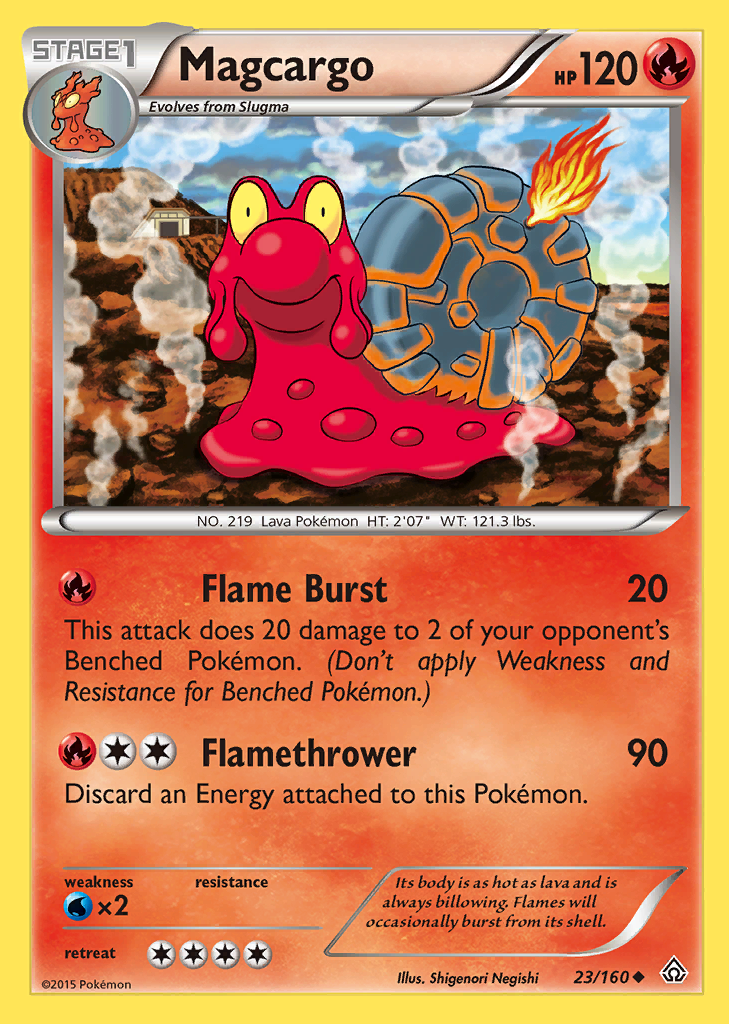 STAGE1
Magcargo
HP120
Evolves from Slugma
NO. 219 Lava Pokémon HT: 2'07" WT: 121.3 lbs.
Flame Burst 20
This attack does 20 damage to 2 of your opponent's
Benched Pokémon. (Don't apply Weakness and
Resistance for Benched Pokémon.)
Flamethrower 90
Discard an Energy attached to this Pokémon.
weakness resistance
×2
Its body is as hot as lava and is
always billowing. Flames will
occasionally burst from its shell.
retreat
©2015 Pokémon
Illus. Shigenori Negishi
23/160